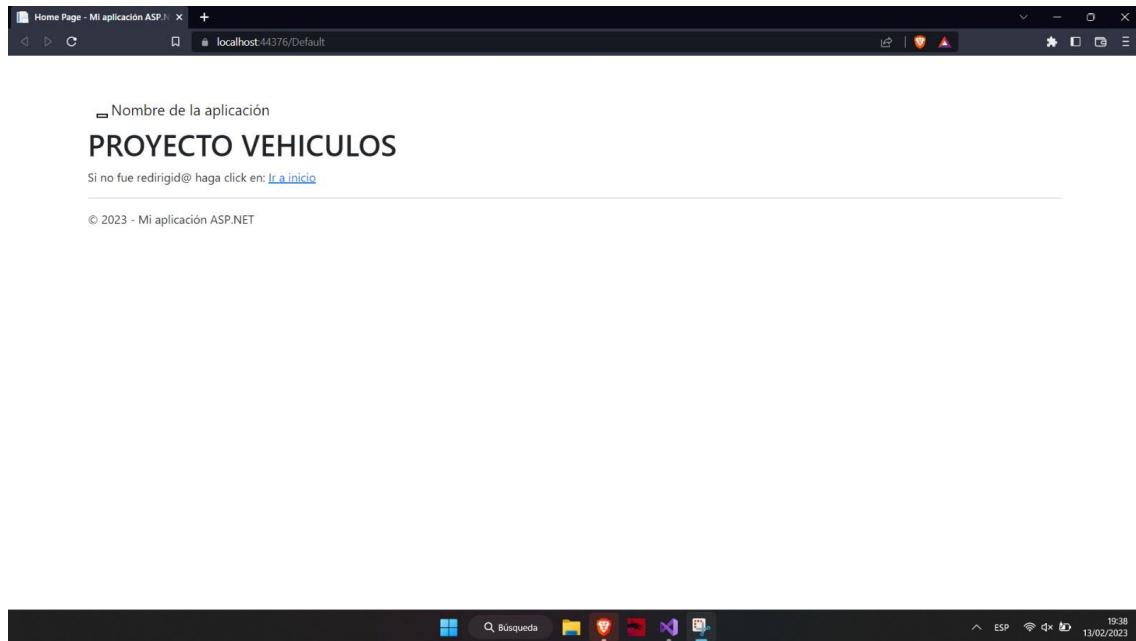 Home Page - Mi aplicación ASP.N
localhost:44376/Default
Nombre de la aplicación
PROYECTO VEHICULOS
Si no fue redirigid@ haga click en: Ir a inicio
© 2023 - Mi aplicación ASP.NET
Búsqueda
ESP
19:38
13/02/2023